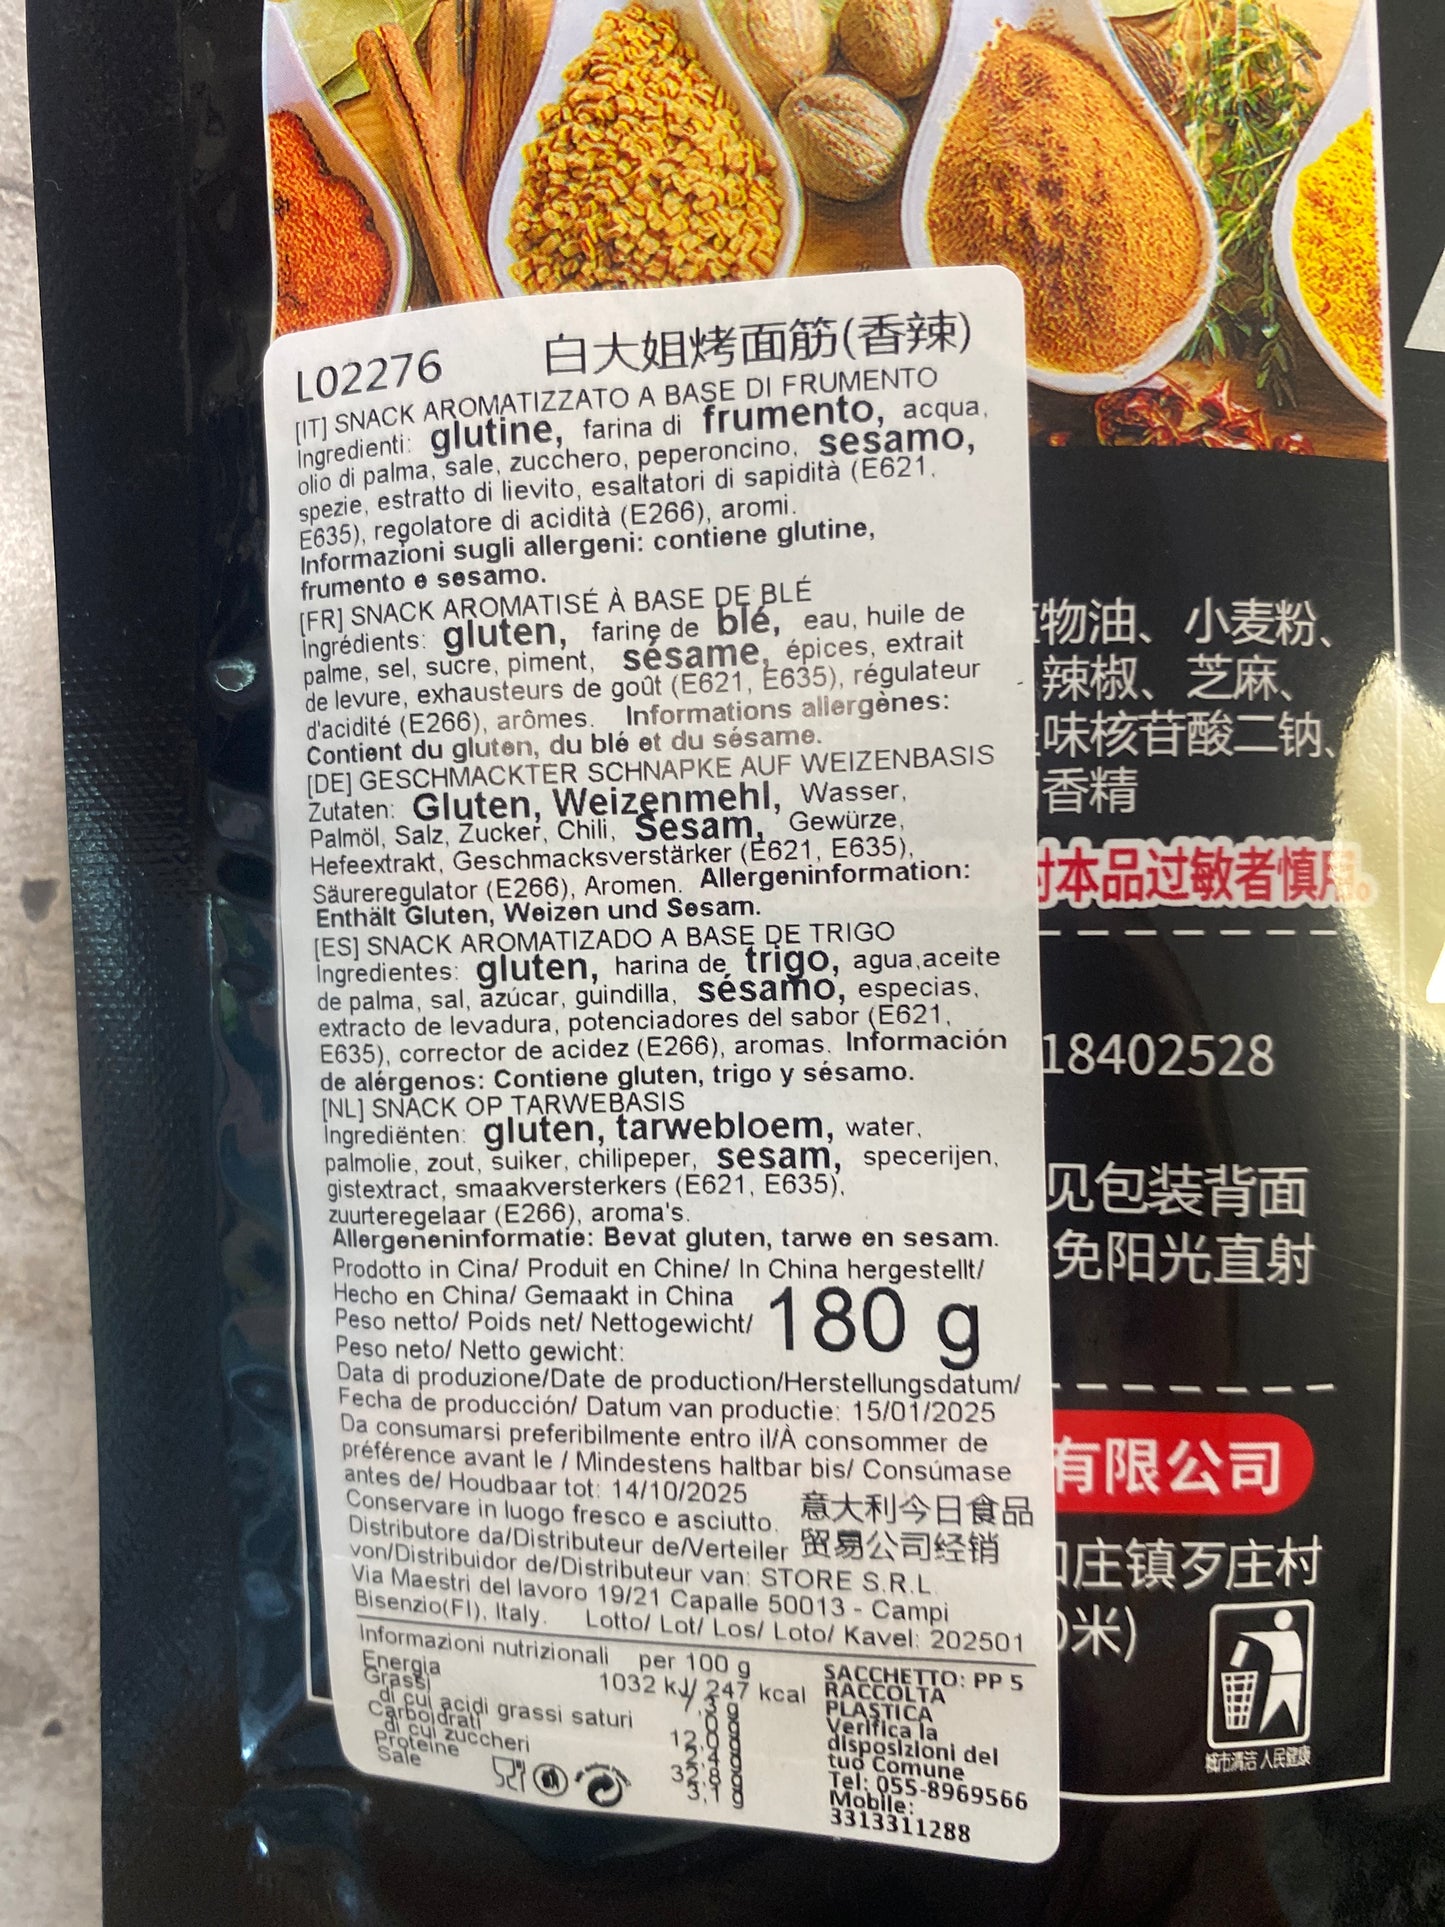 L02276 白大姐烤面筋(香辣)
[IT] SNACK AROMATIZZATO A BASE DI FRUMENTO
Ingredienti: glutine, farina di frumento, acqua,
olio di palma, sale, zucchero, peperoncino, sesamo,
spezie, estratto di lievito, esaltatori di sapidità (E621,
E635), regolatore di acidità (E266), aromi.
Informazioni sugli allergeni: contiene glutine,
frumento e sesamo.
[FR] SNACK AROMATISÉ À BASE DE BLÉ
Ingrédients: gluten, farine de blé, eau, huile de
palme, sel, sucre, piment, sésame, épices, extrait
de levure, exhausteurs de goût (E621, E635), régulateur
d'acidité (E266), arômes. Informations allergènes:
Contient du gluten, du blé et du sésame.
[DE] GESCHMACKTER SCHNAPKE AUF WEIZENBASIS
Zutaten: Gluten, Weizenmehl, Wasser,
Palmöl, Salz, Zucker, Chili, Sesam, Gewürze,
Hefeextrakt, Geschmacksverstärker (E621, E635),
Säureregulator (E266), Aromen. Allergeninformation:
Enthält Gluten, Weizen und Sesam.
[ES] SNACK AROMATIZADO A BASE DE TRIGO
Ingredientes: gluten, harina de trigo, agua,aceite
de palma, sal, azúcar, guindilla, sésamo, especias,
extracto de levadura, potenciadores del sabor (E621,
E635), corrector de acidez (E266), aromas. Información
de alérgenos: Contiene gluten, trigo y sésamo.
[NL] SNACK OP TARWEBASIS
Ingrediënten: gluten, tarwebloem, water,
palmolie, zout, suiker, chilipeper, sesam, specerijen,
gistextract, smaakversterkers (E621, E635),
zuurteregelaar (E266), aroma's.
Allergeneninformatie: Bevat gluten, tarwe en sesam.
Prodotto in Cina/ Produit en Chine/ In China hergestellt/
Hecho en China/ Gemaakt in China
Peso netto/ Poids net/ Nettogewicht/ 180 g
Peso neto/ Netto gewicht:
Data di produzione/Date de production/Herstellungsdatum/
Fecha de producción/ Datum van productie: 15/01/2025
Da consumarsi preferibilmente entro il/À consommer de
préférence avant le / Mindestens haltbar bis/ Consúmase
antes de/ Houdbaar tot: 14/10/2025
Conservare in luogo fresco e asciutto. 意大利今日食品
Distributore da/Distributeur de/Verteiler 贸易公司经销
von/Distribuidor de/Distributeur van: STORE S.R.L.
Via Maestri del lavoro 19/21 Capalle 50013 - Campi
Bisenzio(FI), Italy. Lotto/ Lot/ Los/ Loto/ Kavel: 202501
Informazioni nutrizionali per 100 g
Energia 1032 kJ/ 247 kcal
Grassi
di cui acidi grassi saturi
Carboidrati
di cui zuccheri
Proteine
Sale 3,1 g
SACCHETTO: PP 5
RACCOLTA
PLASTICA
Verifica la
disposizioni del
tuo Comune
Tel: 055-8969566
Mobile:
3313311288
物油、小麦粉、
辣椒、芝麻、
味核苷酸二钠、
香精
对本品过敏者慎用。
18402528
见包装背面
免阳光直射
有限公司
庄镇歹庄村
0米)
城市清洁 人民健康